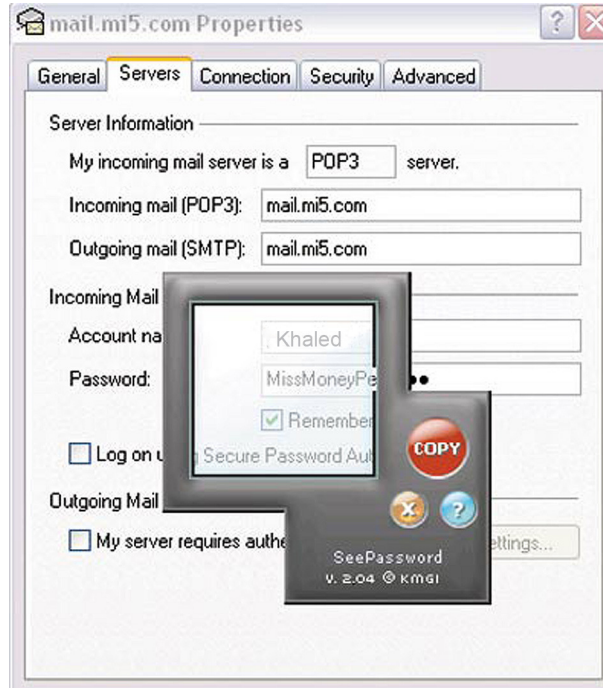 mail.mi5.com Properties
General Servers Connection Security Advanced
Server Information
My incoming mail server is a POP3 server.
Incoming mail (POP3): mail.mi5.com
Outgoing mail (SMTP): mail.mi5.com
Incoming Mail
Account na Khaled
Password: MissMoneyPe ••
Remember
Log on u g Secure Password Aut
COPY
Outgoing Mail
My server requires authe ettings...
SeePassword
V. 2.04 © KMGI